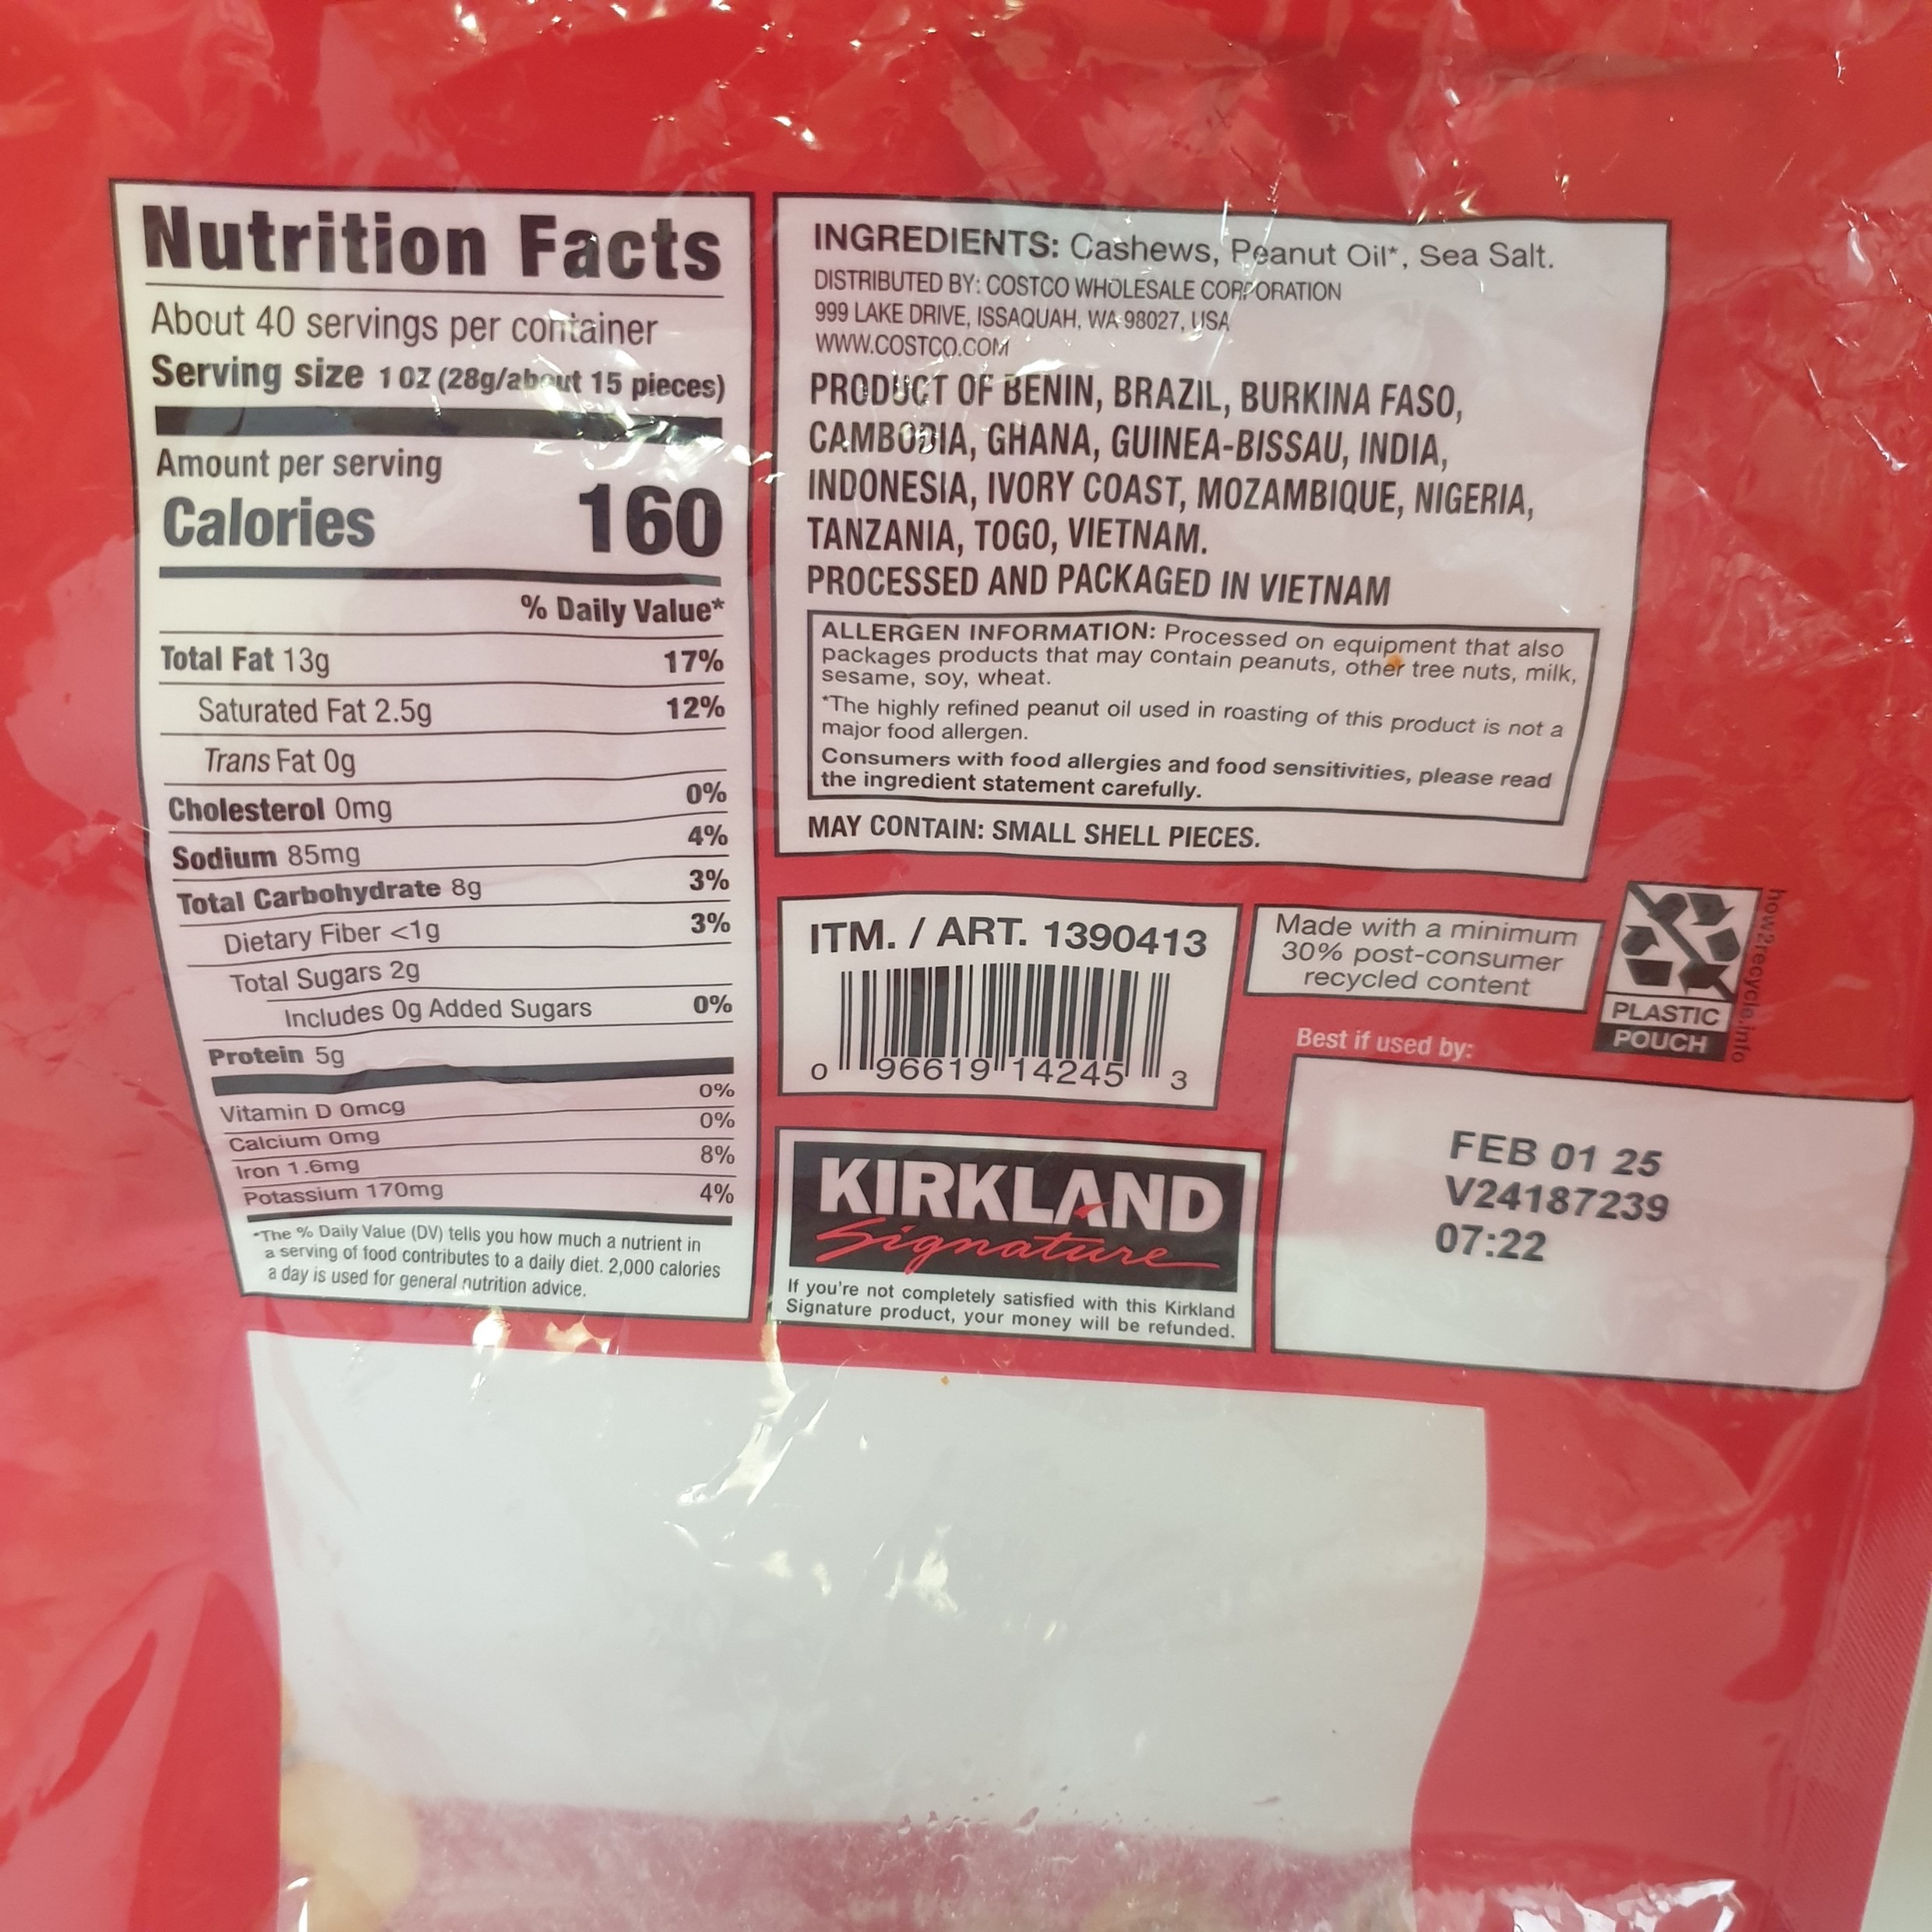 Nutrition Facts
About 40 servings per container
Serving size 1 OZ (28g/about 15 pieces)
Amount per serving
Calories 160
% Daily Value*
Total Fat 13g 17%
Saturated Fat 2.5g 12%
Trans Fat 0g
Cholesterol 0mg 0%
Sodium 85mg 4%
Total Carbohydrate 8g 3%
Dietary Fiber <1g 3%
Total Sugars 2g
Includes 0g Added Sugars 0%
Protein 5g
Vitamin D 0mcg 0%
Calcium 0mg 0%
Iron 1.6mg 8%
Potassium 170mg 4%
*The % Daily Value (DV) tells you how much a nutrient in
a serving of food contributes to a daily diet. 2,000 calories
a day is used for general nutrition advice.
INGREDIENTS: Cashews, Peanut Oil*, Sea Salt.
DISTRIBUTED BY: COSTCO WHOLESALE CORPORATION
999 LAKE DRIVE, ISSAQUAH, WA 98027, USA
WWW.COSTCO.COM
PRODUCT OF BENIN, BRAZIL, BURKINA FASO,
CAMBODIA, GHANA, GUINEA-BISSAU, INDIA,
INDONESIA, IVORY COAST, MOZAMBIQUE, NIGERIA,
TANZANIA, TOGO, VIETNAM.
PROCESSED AND PACKAGED IN VIETNAM
ALLERGEN INFORMATION: Processed on equipment that also
packages products that may contain peanuts, other tree nuts, milk,
sesame, soy, wheat.
*The highly refined peanut oil used in roasting of this product is not a
major food allergen.
Consumers with food allergies and food sensitivities, please read
the ingredient statement carefully.
MAY CONTAIN: SMALL SHELL PIECES.
ITM. / ART. 1390413
0 96619 14245 3
Made with a minimum
30% post-consumer
recycled content
PLASTIC
POUCH
how2recycle.info
KIRKLAND
Signature
If you're not completely satisfied with this Kirkland
Signature product, your money will be refunded.
Best if used by:
FEB 01 25
V24187239
07:22